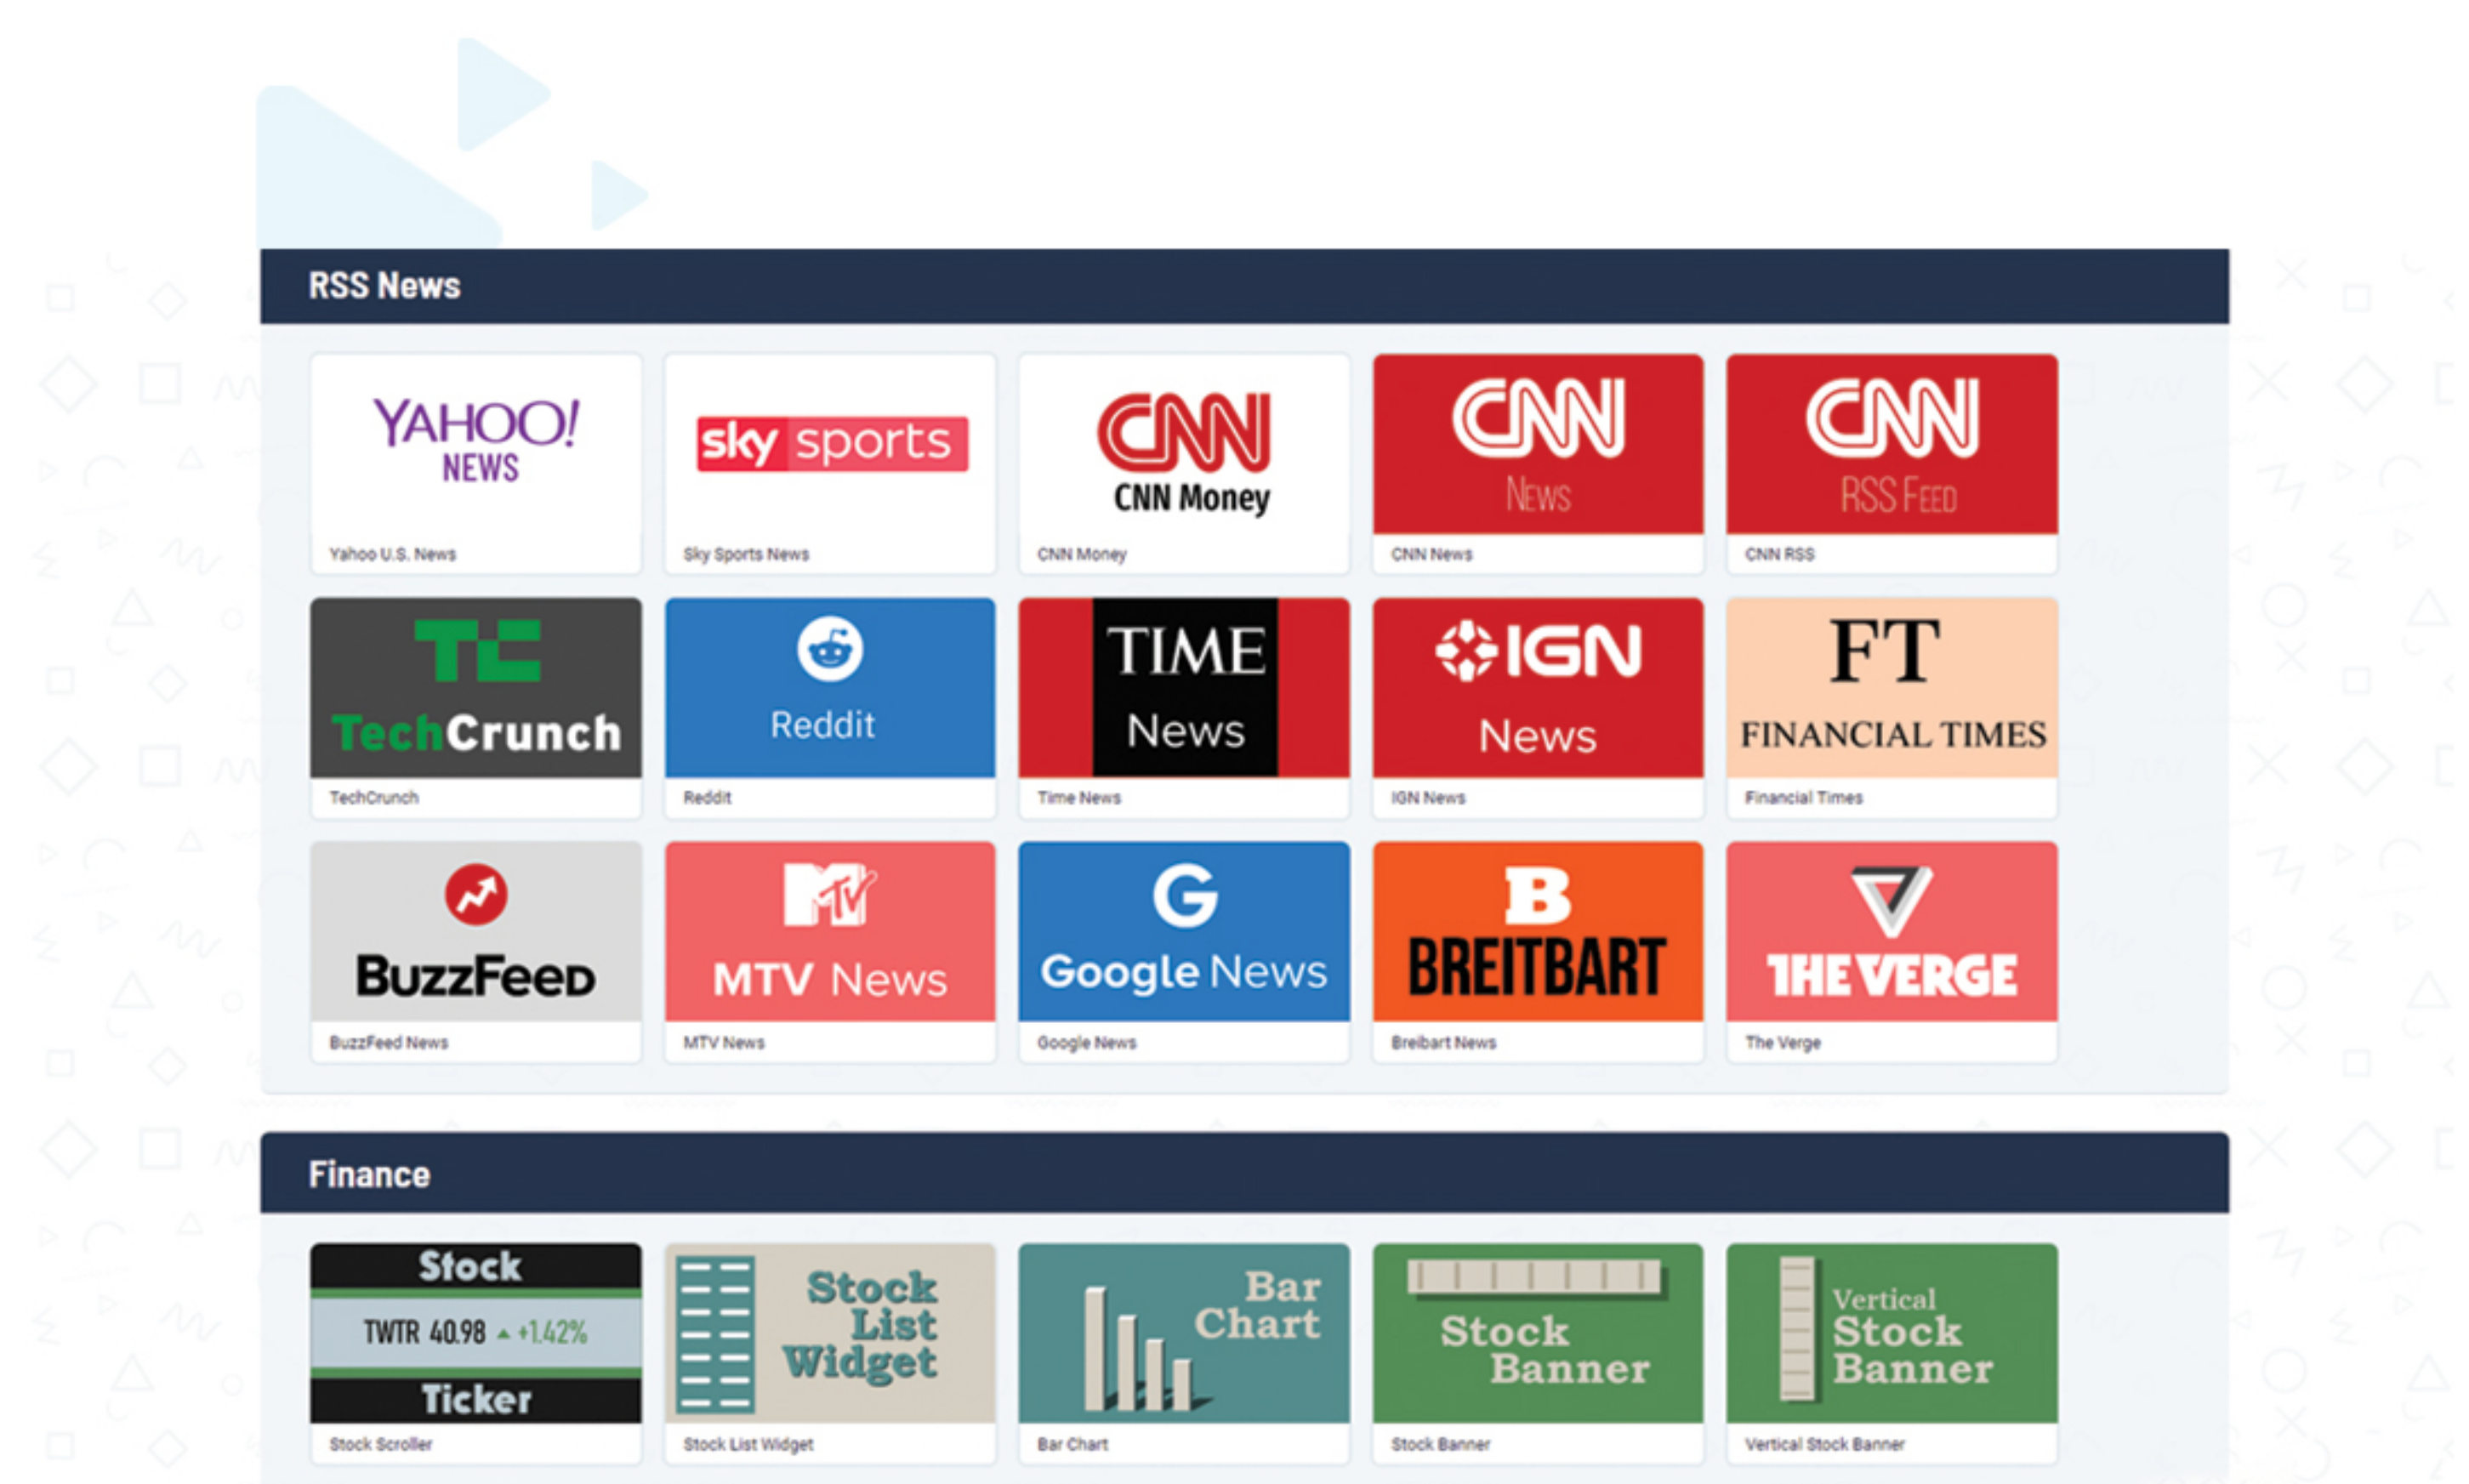 RSS News
YAHOO!
NEWS
Yahoo U.S. News
sky sports
Sky Sports News
CNN
CNN Money
CNN Money
CNN
News
CNN News
CNN
RSS Feed
CNN RSS
TC
TechCrunch
TechCrunch
Reddit
Reddit
TIME
News
Time News
IGN
News
IGN News
FT
FINANCIAL TIMES
Financial Times
BuzzFeed
BuzzFeed News
MTV
MTV News
MTV News
G
Google News
Google News
B
BREITBART
Breibart News
THE VERGE
The Verge
Finance
Stock
TWTR 40.98 ▲ +1.42%
Ticker
Stock Scroller
Stock
List
Widget
Stock List Widget
Bar
Chart
Bar Chart
Stock
Banner
Stock Banner
Vertical
Stock
Banner
Vertical Stock Banner